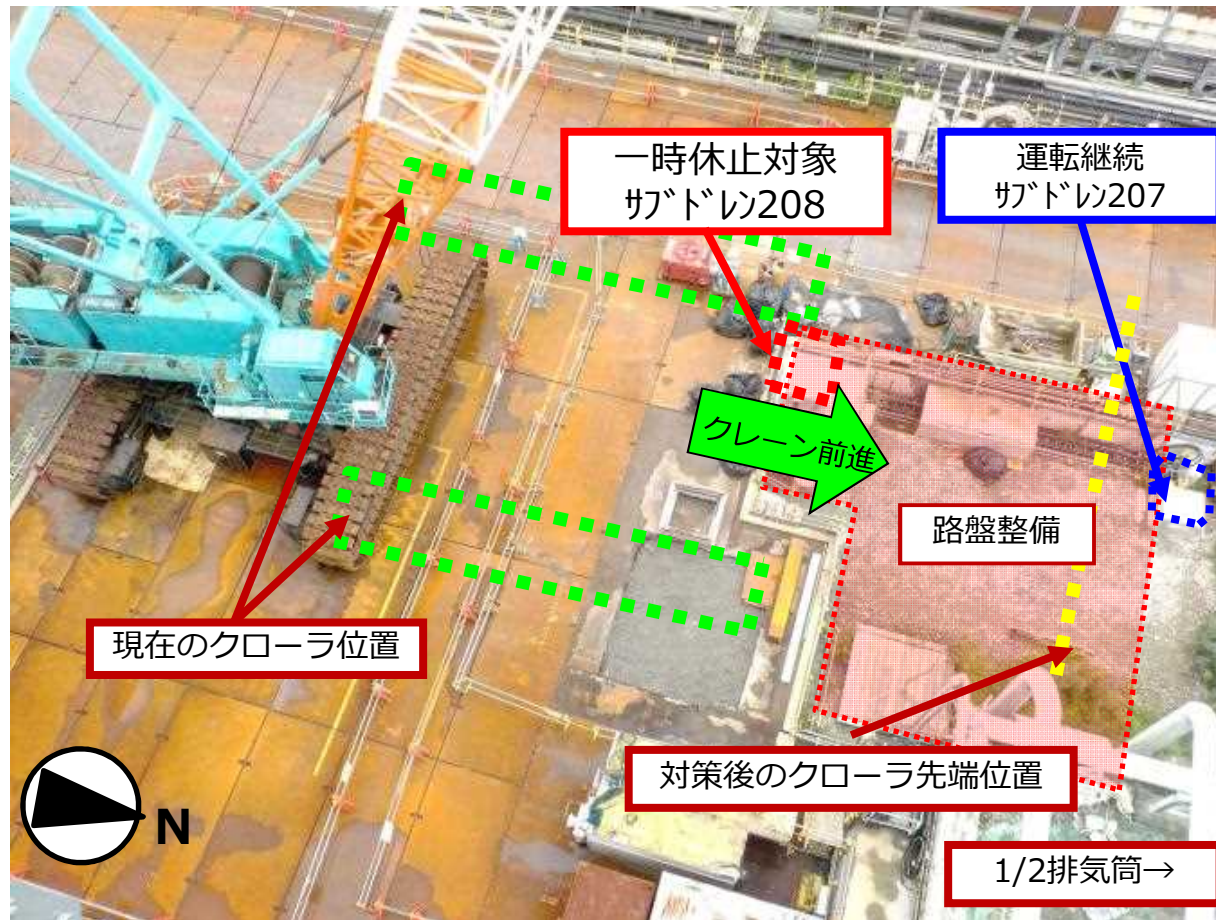 一時休止対象
ｻﾌﾞﾄﾞﾚﾝ208
運転継続
ｻﾌﾞﾄﾞﾚﾝ207
クレーン前進
路盤整備
現在のクローラ位置
対策後のクローラ先端位置
N
1/2排気筒→